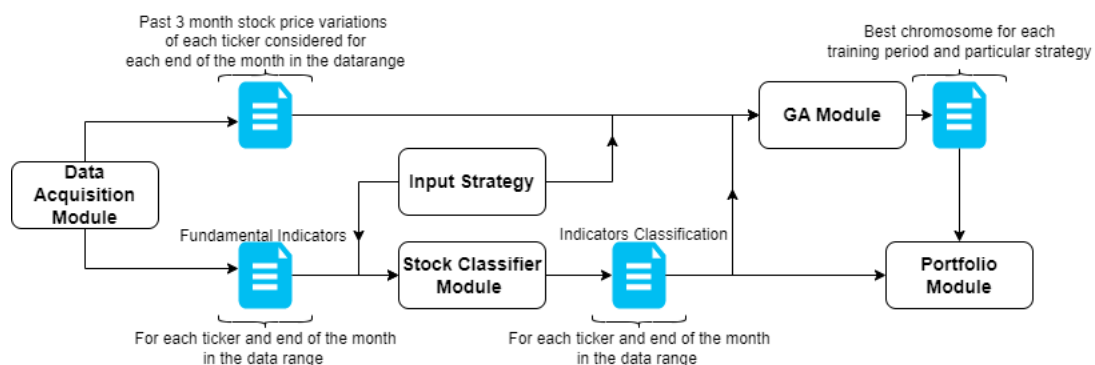 Past 3 month stock price variations
of each ticker considered for
each end of the month in the datarange
Best chromosome for each
training period and particular strategy
GA Module
Data
Acquisition
Module
Input Strategy
Fundamental Indicators
Indicators Classification
Stock Classifier
Module
Portfolio
Module
For each ticker and end of the month
in the data range
For each ticker and end of the month
in the data range